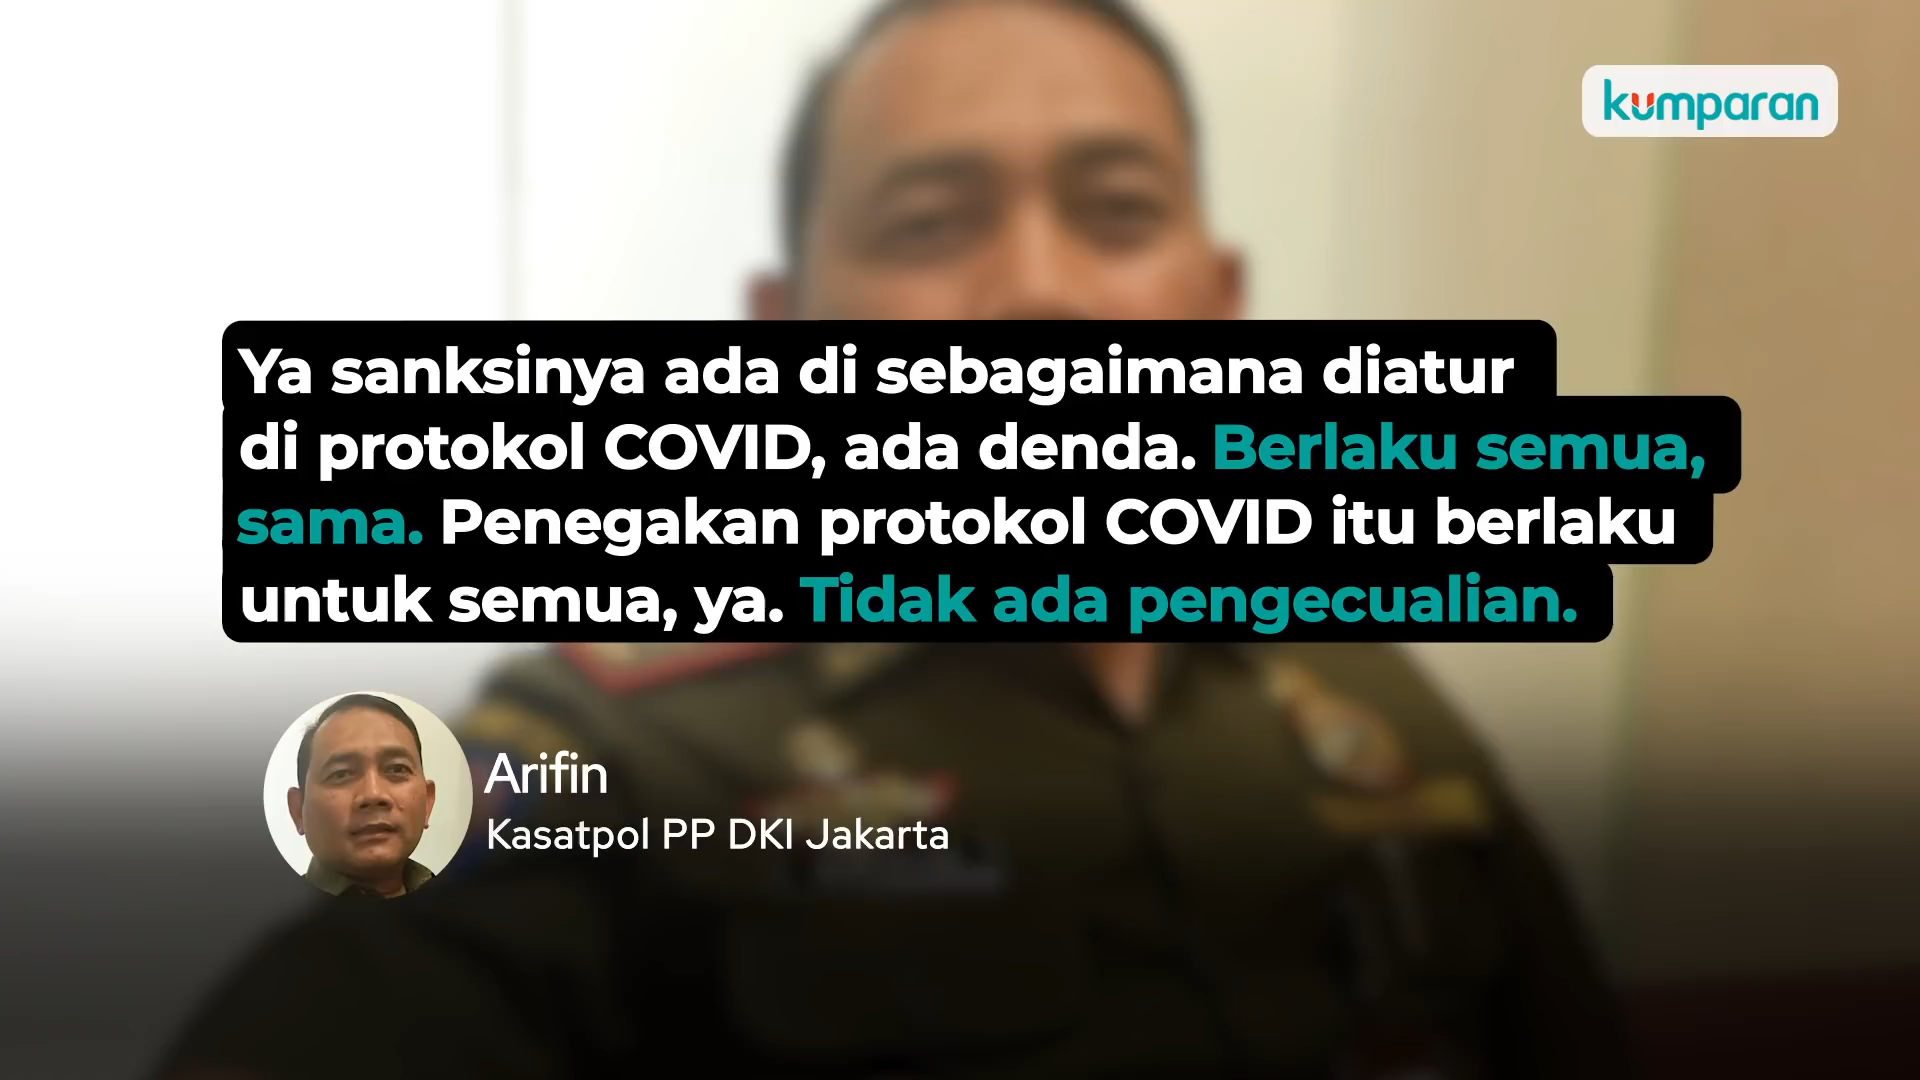 kumparan
Ya sanksinya ada di sebagaimana diatur
di protokol COVID, ada denda. Berlaku semua,
sama. Penegakan protokol COVID itu berlaku
untuk semua, ya. Tidak ada pengecualian.
Arifin
Kasatpol PP DKI Jakarta